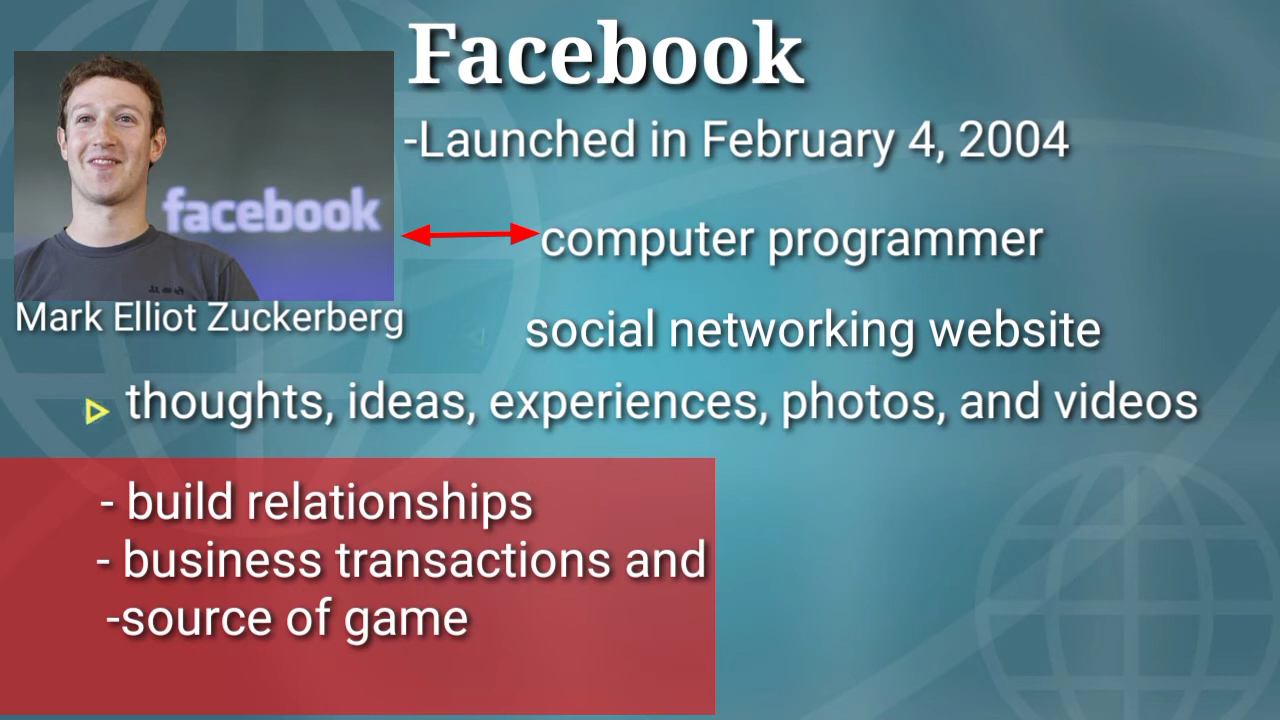 Facebook
-Launched in February 4, 2004
facebook
computer programmer
Mark Elliot Zuckerberg
social networking website
thoughts, ideas, experiences, photos, and videos
- build relationships
- business transactions and
-source of game